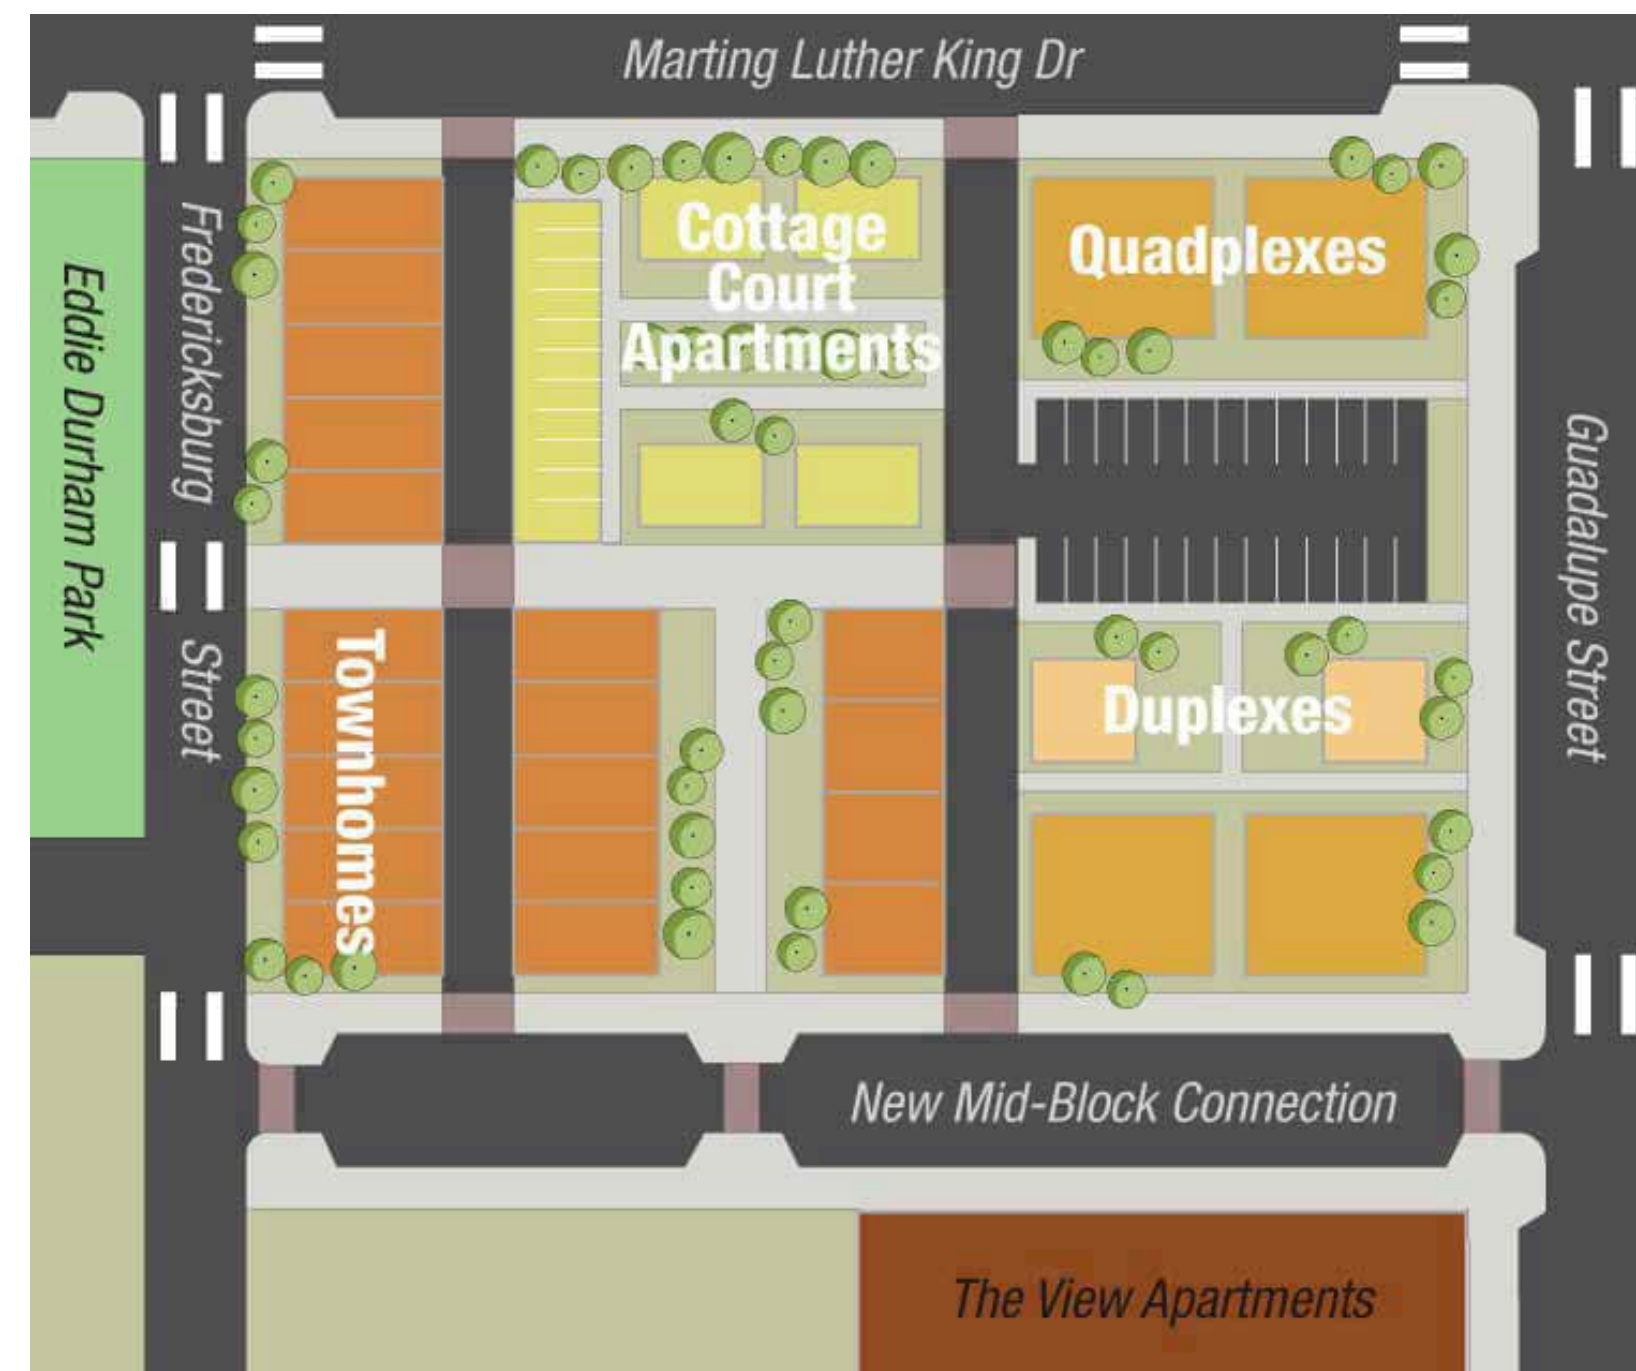 Marting Luther King Dr
Eddie Durham Park
Fredericksburg
Street
Cottage
Court
Apartments
Quadplexes
Guadalupe Street
Townhomes
Duplexes
New Mid-Block Connection
The View Apartments